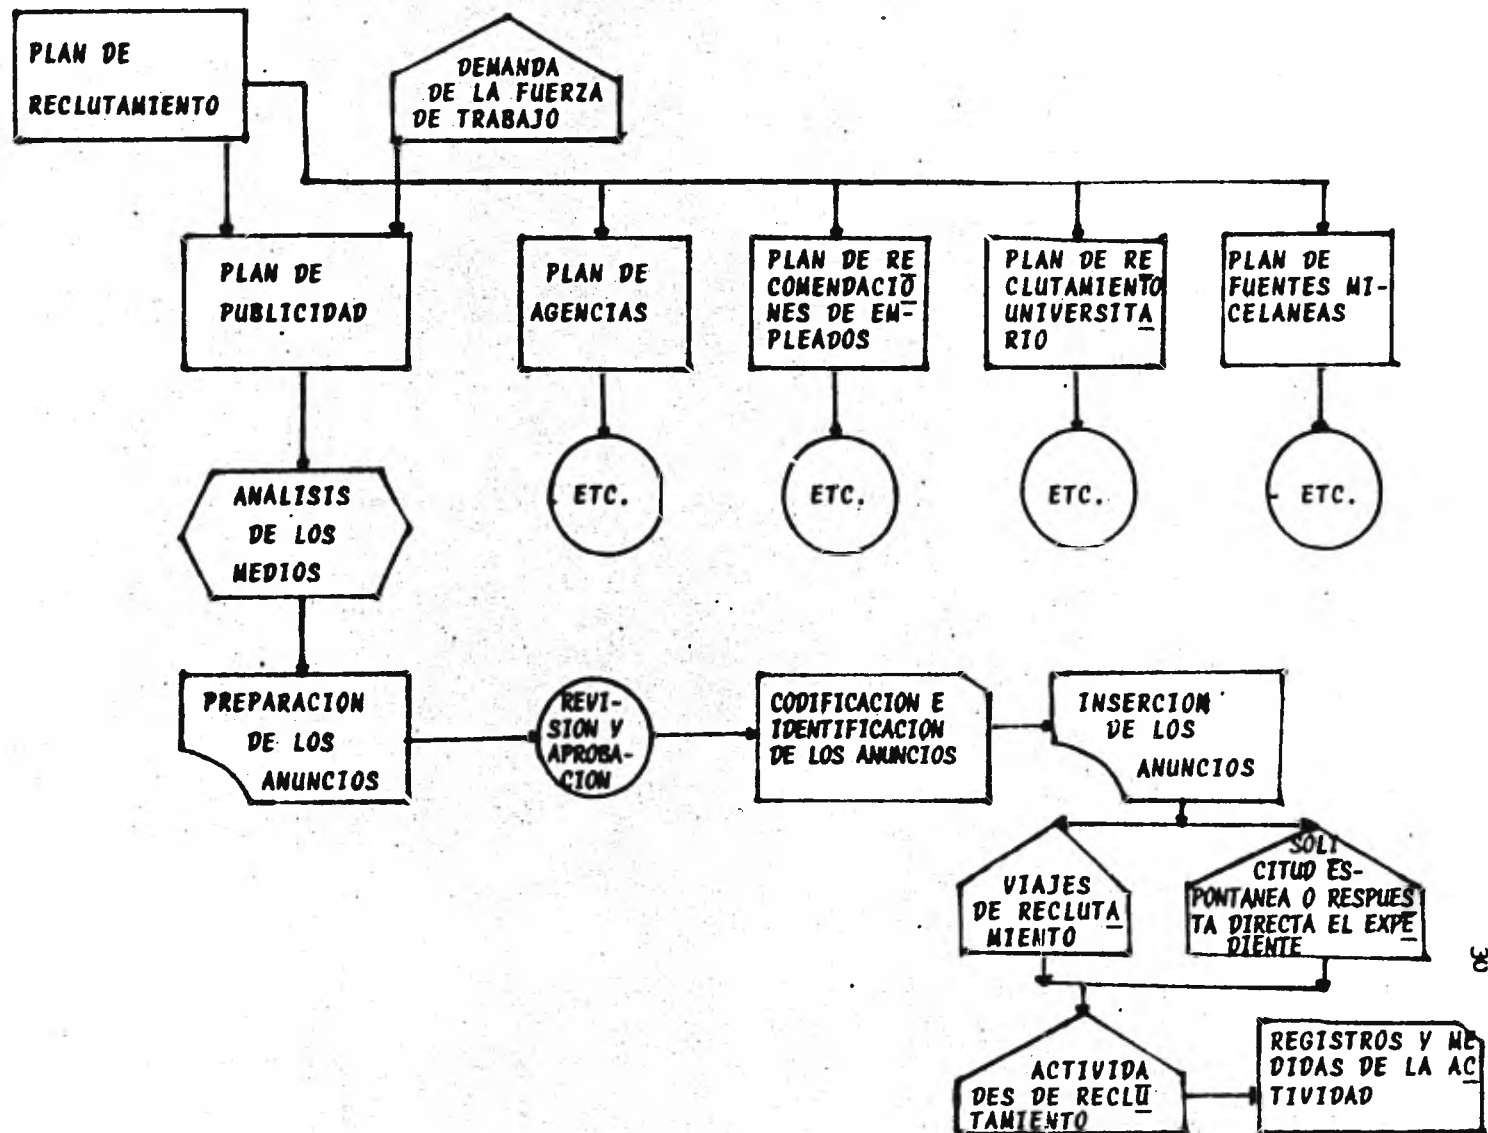 PLAN DE
RECLUTAMIENTO
DEMANDA
DE LA FUERZA
DE TRABAJO
PLAN DE
PUBLICIDAD
PLAN DE
AGENCIAS
PLAN DE RE
COMENDACIO
NES DE EM-
PLEADOS
PLAN DE RE
CLUTAMIENTO
UNIVERSITA
RIO
PLAN DE
FUENTES MI-
CELANEAS
ANALISIS
DE LOS
MEDIOS
ETC.
ETC.
ETC.
ETC.
PREPARACION
DE LOS
ANUNCIOS
REVI-
SION Y
APROBA-
CION
CODIFICACION E
IDENTIFICACION
DE LOS ANUNCIOS
INSERCION
DE LOS
ANUNCIOS
VIAJES
DE RECLUTA
MIENTO
SOLI
CITUD ES-
PONTANEA O RESPUES
TA DIRECTA EL EXPE
DIENTE
30
ACTIVIDA
DES DE RECLU
TAMIENTO
REGISTROS Y ME
DIDAS DE LA AC
TIVIDAD